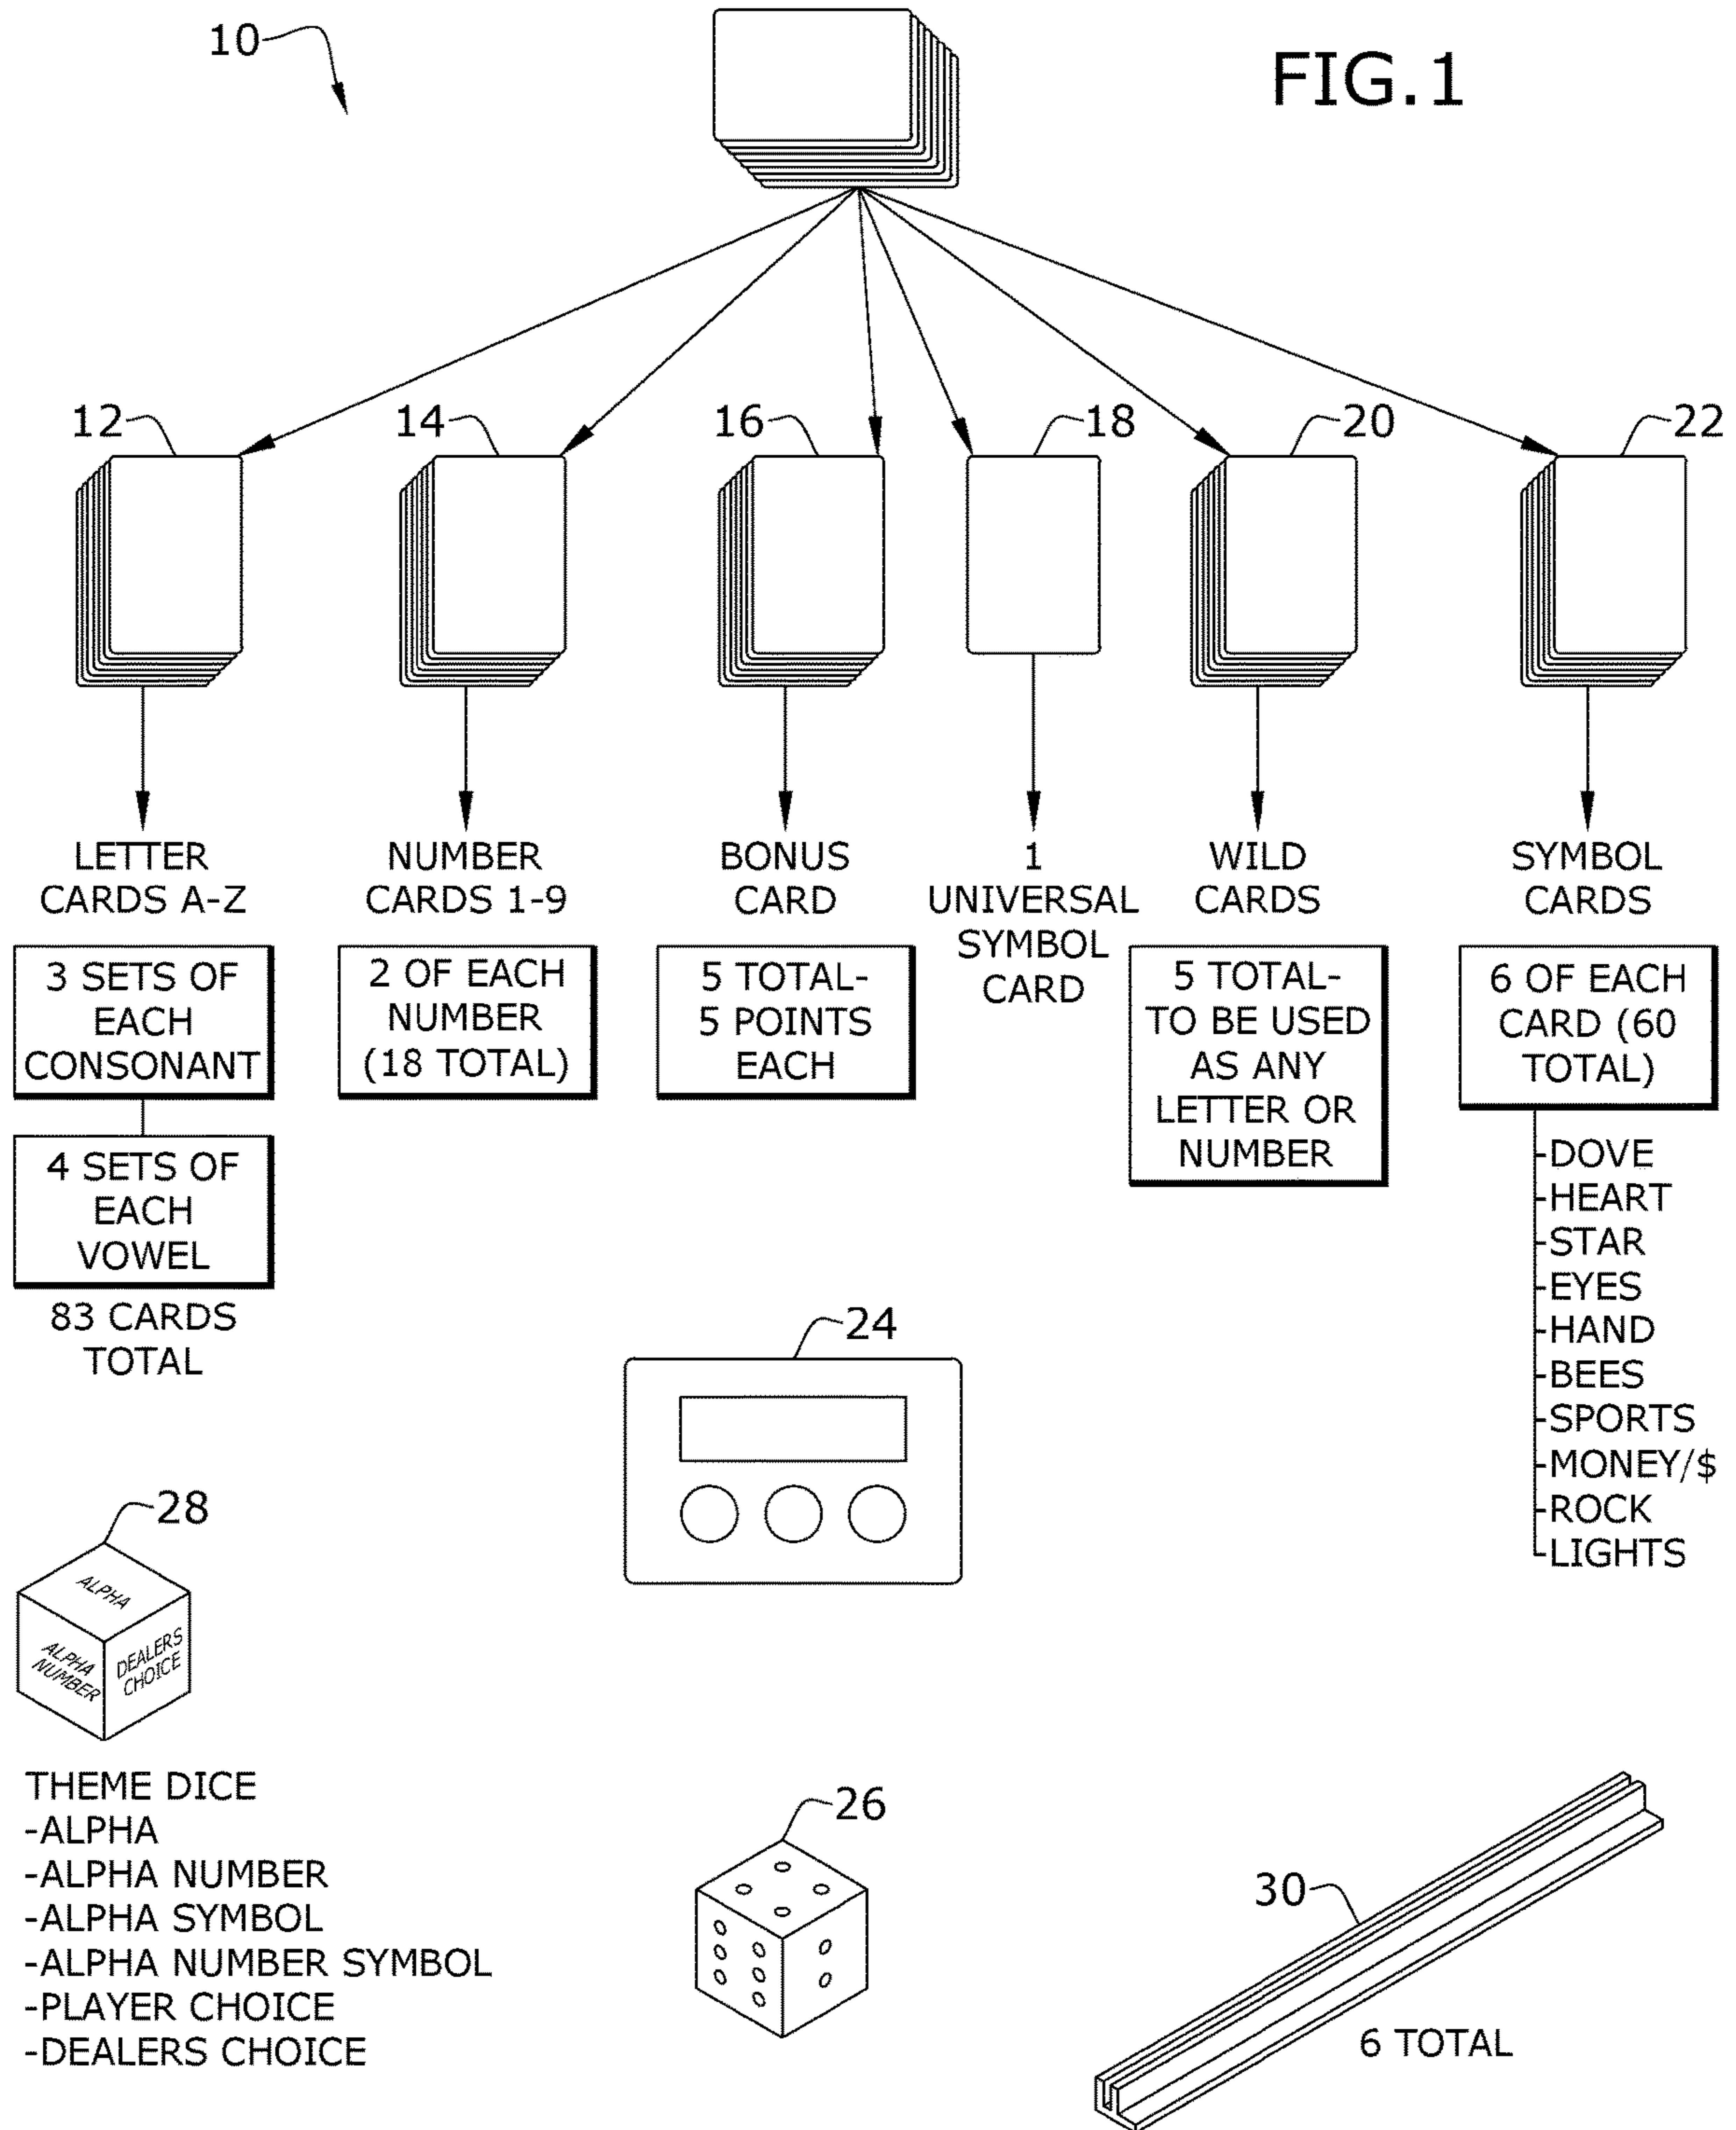 10
FIG.1
12
14
16
18
20
22
LETTER
CARDS A-Z
3 SETS OF
EACH
CONSONANT
4 SETS OF
EACH
VOWEL
83 CARDS
TOTAL
NUMBER
CARDS 1-9
2 OF EACH
NUMBER
(18 TOTAL)
BONUS
CARD
5 TOTAL-
5 POINTS
EACH
1
UNIVERSAL
SYMBOL
CARD
WILD
CARDS
5 TOTAL-
TO BE USED
AS ANY
LETTER OR
NUMBER
SYMBOL
CARDS
6 OF EACH
CARD (60
TOTAL)
-DOVE
-HEART
-STAR
-EYES
-HAND
-BEES
-SPORTS
-MONEY/$
-ROCK
-LIGHTS
24
28
ALPHA
ALPHA
NUMBER
DEALERS
CHOICE
THEME DICE
-ALPHA
-ALPHA NUMBER
-ALPHA SYMBOL
-ALPHA NUMBER SYMBOL
-PLAYER CHOICE
-DEALERS CHOICE
26
30
6 TOTAL